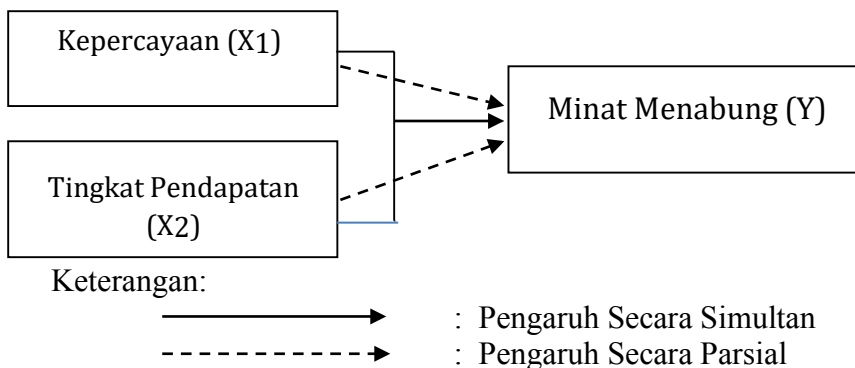 Kepercayaan (X1)
Minat Menabung (Y)
Tingkat Pendapatan
(X2)
Keterangan:
: Pengaruh Secara Simultan
: Pengaruh Secara Parsial